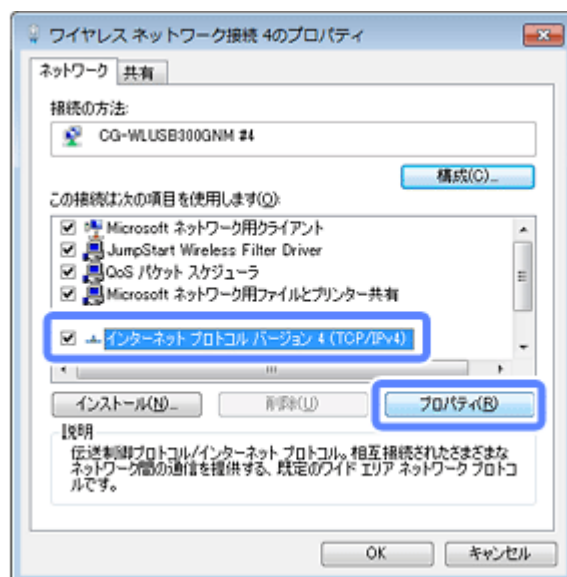 ワイヤレス ネットワーク接続 4のプロパティ
ネットワーク 共有
接続の方法:
CG-WLUSB300GNM #4
構成(C)...
この接続は次の項目を使用します(O):
Microsoft ネットワーク用クライアント
JumpStart Wireless Filter Driver
QoS パケット スケジューラ
Microsoft ネットワーク用ファイルとプリンター共有
インターネット プロトコル バージョン 4 (TCP/IPv4)
インストール(N)... 削除(U) プロパティ(R)
説明
伝送制御プロトコル/インターネット プロトコル。相互接続されたさまざまな
ネットワーク間の通信を提供する、既定のワイド エリア ネットワーク プロトコ
ルです。
OK キャンセル